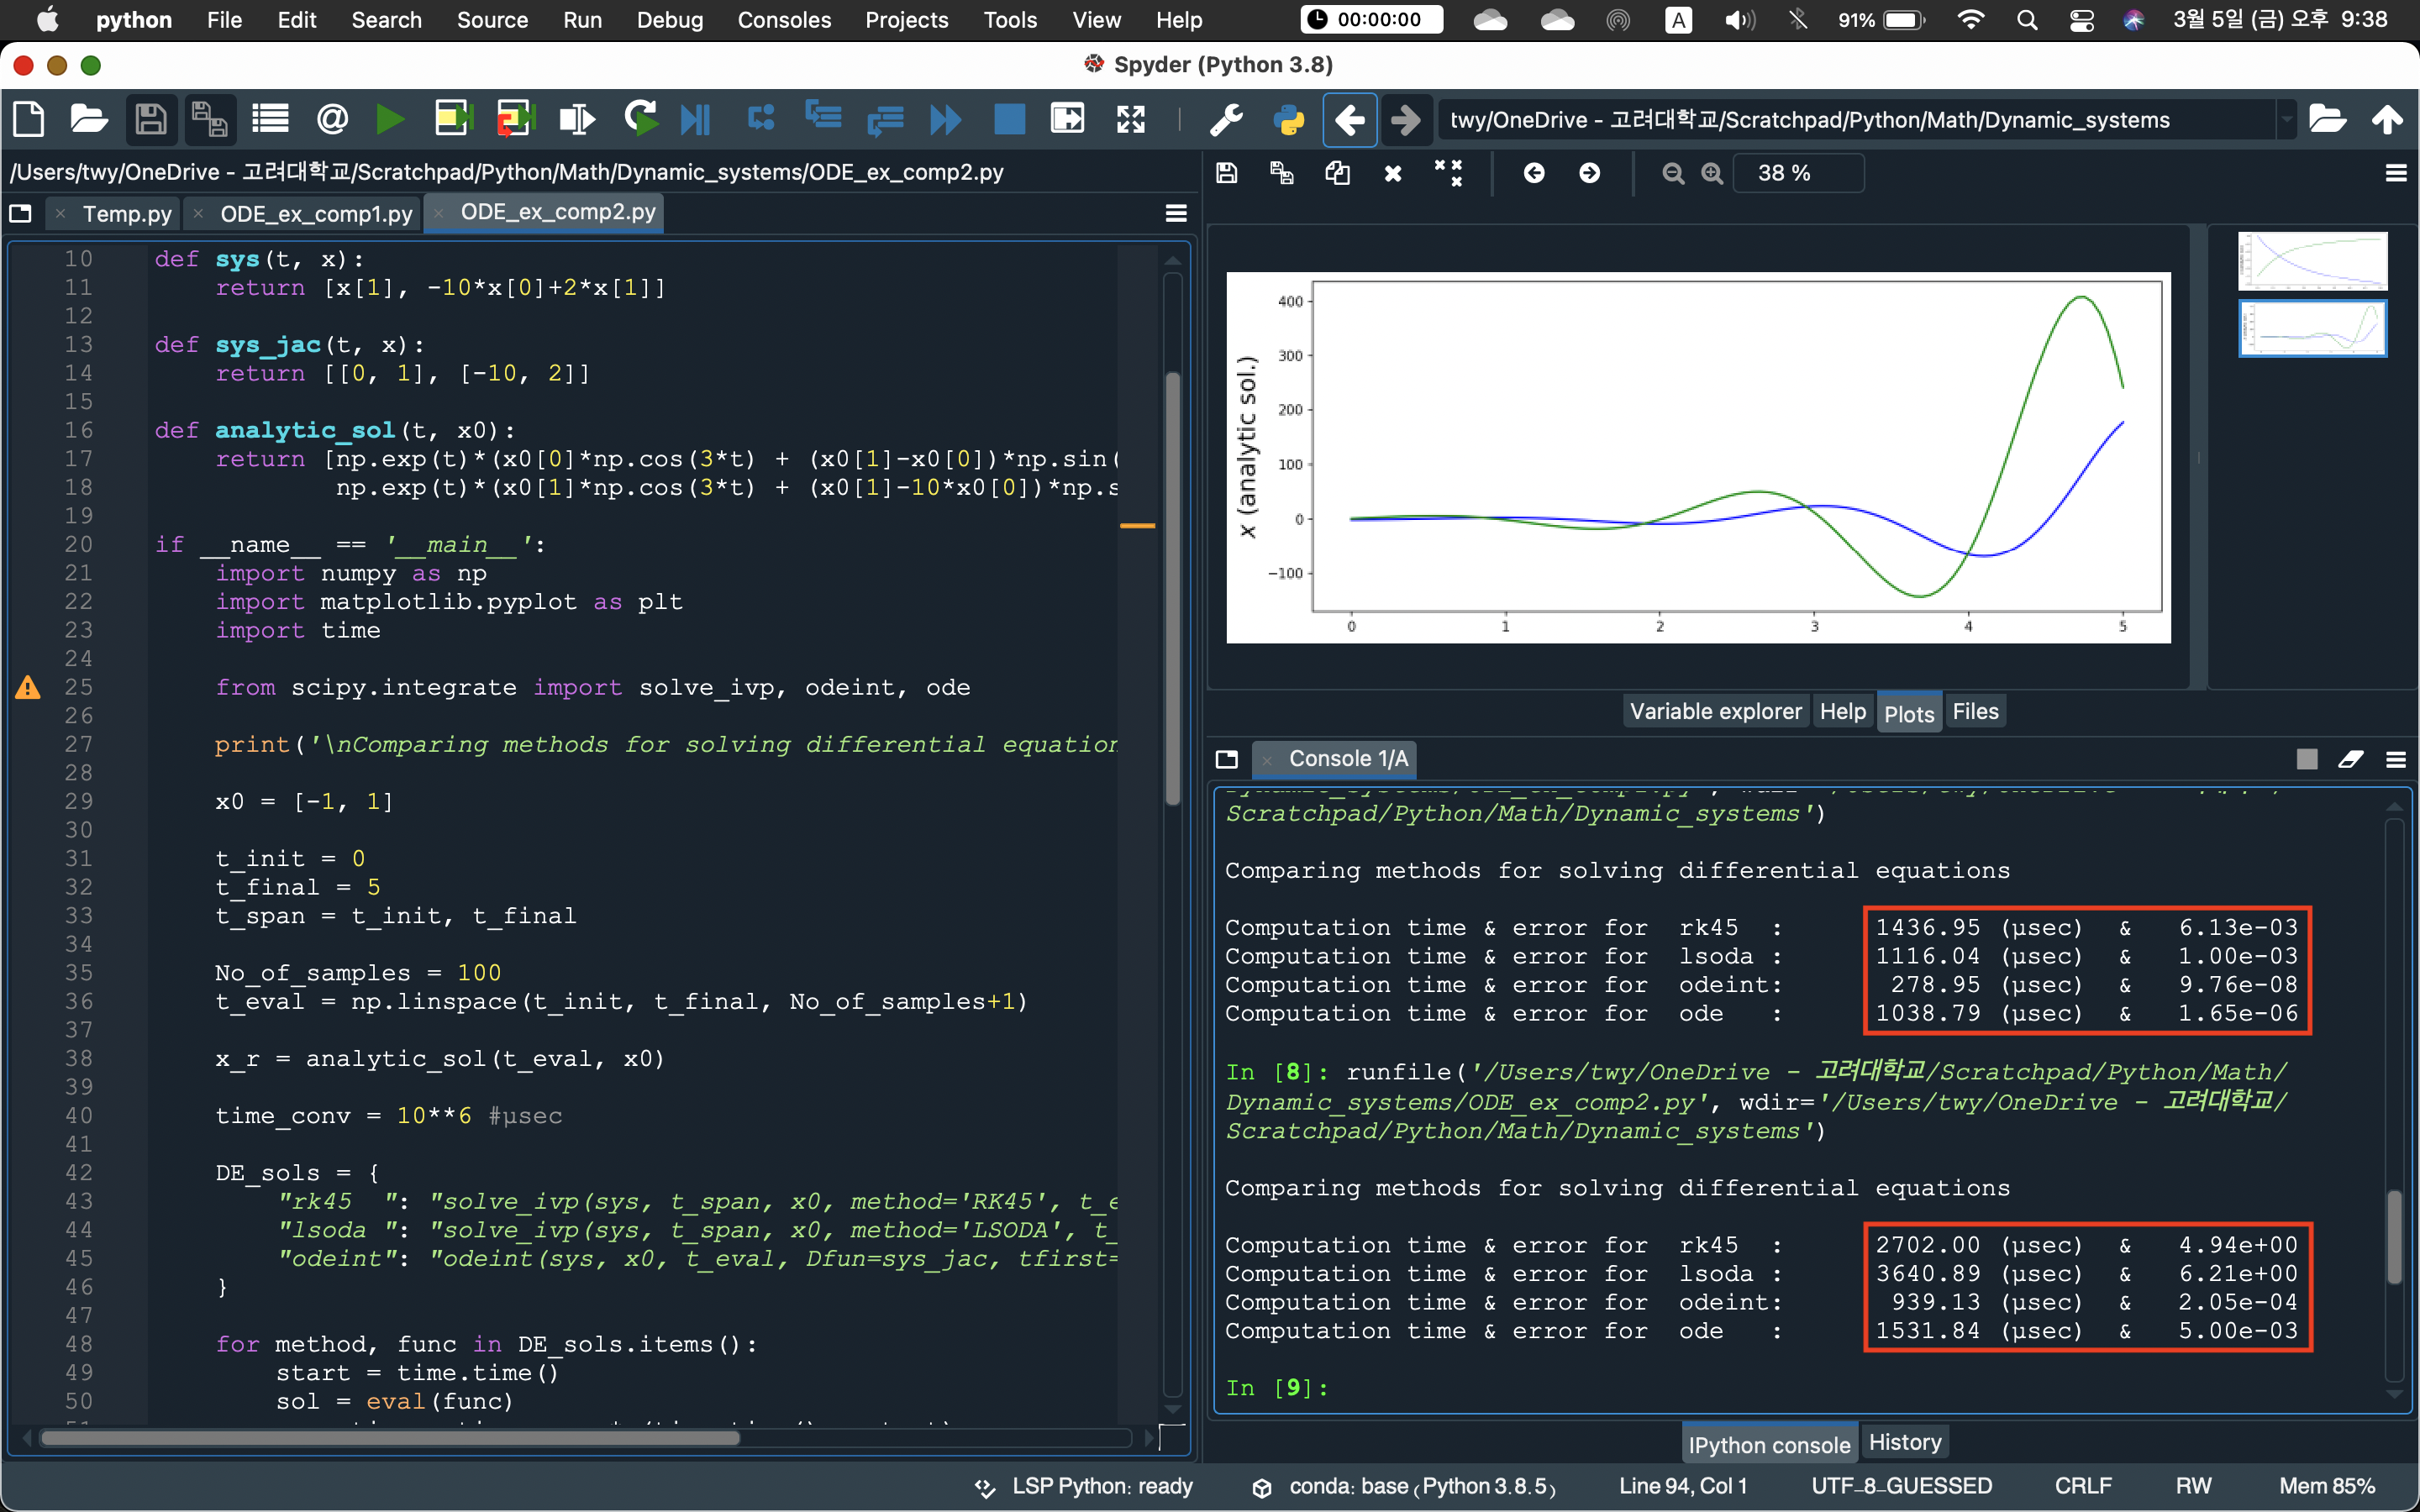 python File Edit Search Source Run Debug Consoles Projects Tools View Help 00:00:00 A 91% 3월 5일 (금) 오후 9:38
Spyder (Python 3.8)
twy/OneDrive - 고려대학교/Scratchpad/Python/Math/Dynamic_systems
/Users/twy/OneDrive - 고려대학교/Scratchpad/Python/Math/Dynamic_systems/ODE_ex_comp2.py
Temp.py ODE_ex_comp1.py ODE_ex_comp2.py
10 def sys(t, x):
11 return [x[1], -10*x[0]+2*x[1]]
12
13 def sys_jac(t, x):
14 return [[0, 1], [-10, 2]]
15
16 def analytic_sol(t, x0):
17 return [np.exp(t)*(x0[0]*np.cos(3*t) + (x0[1]-x0[0])*np.sin(
18 np.exp(t)*(x0[1]*np.cos(3*t) + (x0[1]-10*x0[0])*np.s
19
20 if __name__ == '__main__':
21 import numpy as np
22 import matplotlib.pyplot as plt
23 import time
24
25 from scipy.integrate import solve_ivp, odeint, ode
26
27 print('\nComparing methods for solving differential equation
28
29 x0 = [-1, 1]
30
31 t_init = 0
32 t_final = 5
33 t_span = t_init, t_final
34
35 No_of_samples = 100
36 t_eval = np.linspace(t_init, t_final, No_of_samples+1)
37
38 x_r = analytic_sol(t_eval, x0)
39
40 time_conv = 10**6 #μsec
41
42 DE_sols = {
43 "rk45  ": "solve_ivp(sys, t_span, x0, method='RK45', t_e
44 "lsoda ": "solve_ivp(sys, t_span, x0, method='LSODA', t_
45 "odeint": "odeint(sys, x0, t_eval, Dfun=sys_jac, tfirst=
46 }
47
48 for method, func in DE_sols.items():
49 start = time.time()
50 sol = eval(func)
38 %
x (analytic sol.)
400
300
200
100
0
−100
0 1 2 3 4 5
Variable explorer Help Plots Files
Console 1/A
Scratchpad/Python/Math/Dynamic_systems')
Comparing methods for solving differential equations
Computation time & error for rk45  : 1436.95 (μsec) & 6.13e-03
Computation time & error for lsoda : 1116.04 (μsec) & 1.00e-03
Computation time & error for odeint: 278.95 (μsec) & 9.76e-08
Computation time & error for ode   : 1038.79 (μsec) & 1.65e-06
In [8]: runfile('/Users/twy/OneDrive - 고려대학교/Scratchpad/Python/Math/
Dynamic_systems/ODE_ex_comp2.py', wdir='/Users/twy/OneDrive - 고려대학교/
Scratchpad/Python/Math/Dynamic_systems')
Comparing methods for solving differential equations
Computation time & error for rk45  : 2702.00 (μsec) & 4.94e+00
Computation time & error for lsoda : 3640.89 (μsec) & 6.21e+00
Computation time & error for odeint: 939.13 (μsec) & 2.05e-04
Computation time & error for ode   : 1531.84 (μsec) & 5.00e-03
In [9]:
IPython console History
LSP Python: ready conda: base (Python 3.8.5) Line 94, Col 1 UTF-8-GUESSED CRLF RW Mem 85%